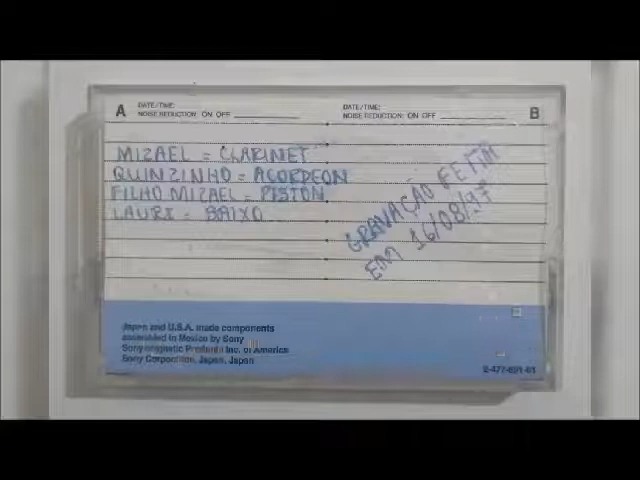 A
DATE/TIME:
NOISE REDUCTION: ON OFF
DATE/TIME:
NOISE REDUCTION: ON OFF
B
MIZAEL = CLARINET
QUINZINHO = ACORDEON
FILHO MIZAEL = PISTON
LAURI = BAIXO
GRAVAÇÃO FEITA
EM 16/08/97
Japan and U.S.A. made components
assembled in Mexico by Sony
Sony Magnetic Products Inc. of America
Sony Corporation, Japan, Japan